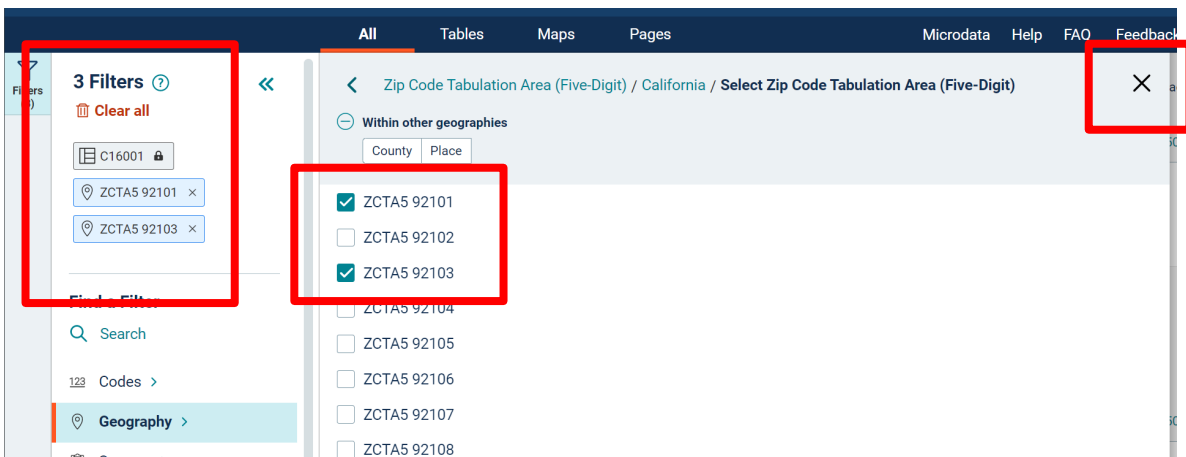 All Tables Maps Pages Microdata Help FAQ Feedback
Filters
3 Filters ?
Clear all
C16001
ZCTA5 92101 ×
ZCTA5 92103 ×
Find a Filter
Search
123 Codes >
Geography >
Zip Code Tabulation Area (Five-Digit) / California / Select Zip Code Tabulation Area (Five-Digit)
Within other geographies
County Place
ZCTA5 92101
ZCTA5 92102
ZCTA5 92103
ZCTA5 92104
ZCTA5 92105
ZCTA5 92106
ZCTA5 92107
ZCTA5 92108